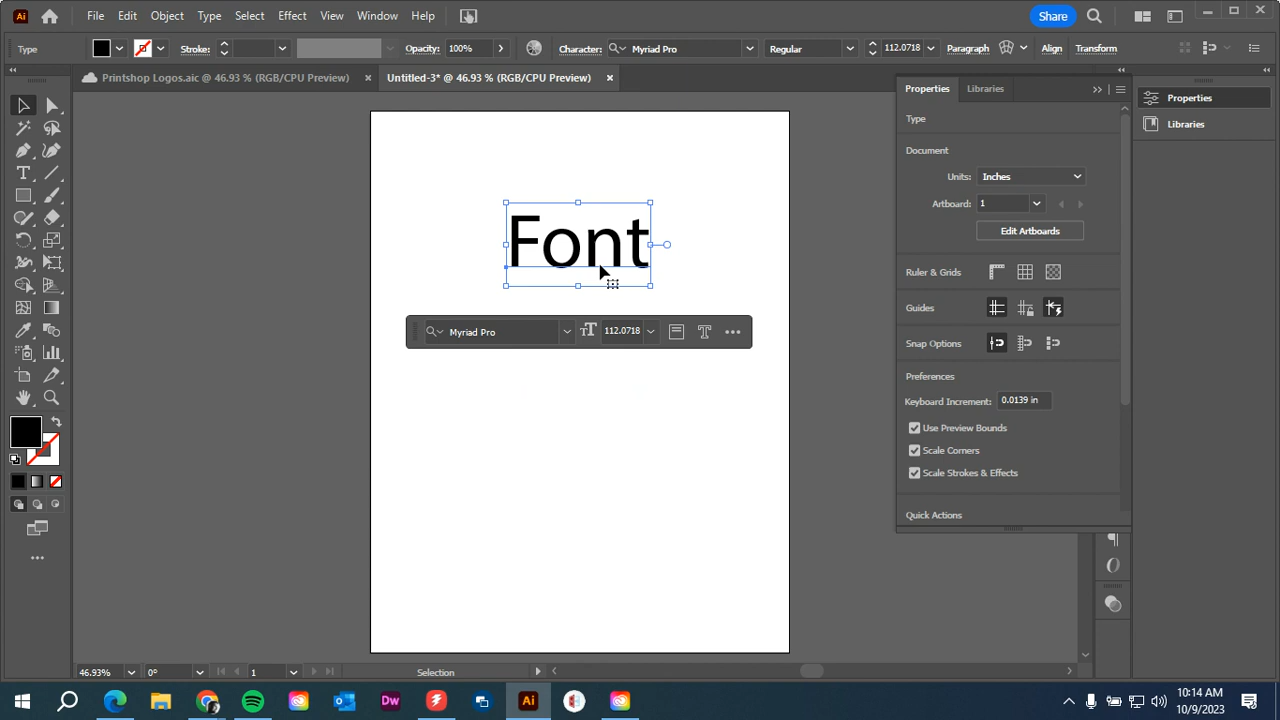 Ai File Edit Object Type Select Effect View Window Help Share
Type Stroke: Opacity: 100% Character: Myriad Pro Regular 112.0718 Paragraph Align Transform
Printshop Logos.aic @ 46.93 % (RGB/CPU Preview) Untitled-3* @ 46.93 % (RGB/CPU Preview)
Properties Libraries
Type
Document
Units: Inches
Artboard: 1
Edit Artboards
Ruler & Grids
Guides
Snap Options
Preferences
Keyboard Increment: 0.0139 in
Use Preview Bounds
Scale Corners
Scale Strokes & Effects
Quick Actions
Properties
Libraries
Font
Myriad Pro 112.0718
46.93% 0° 1 Selection
Dw Ai
10:14 AM
10/9/2023